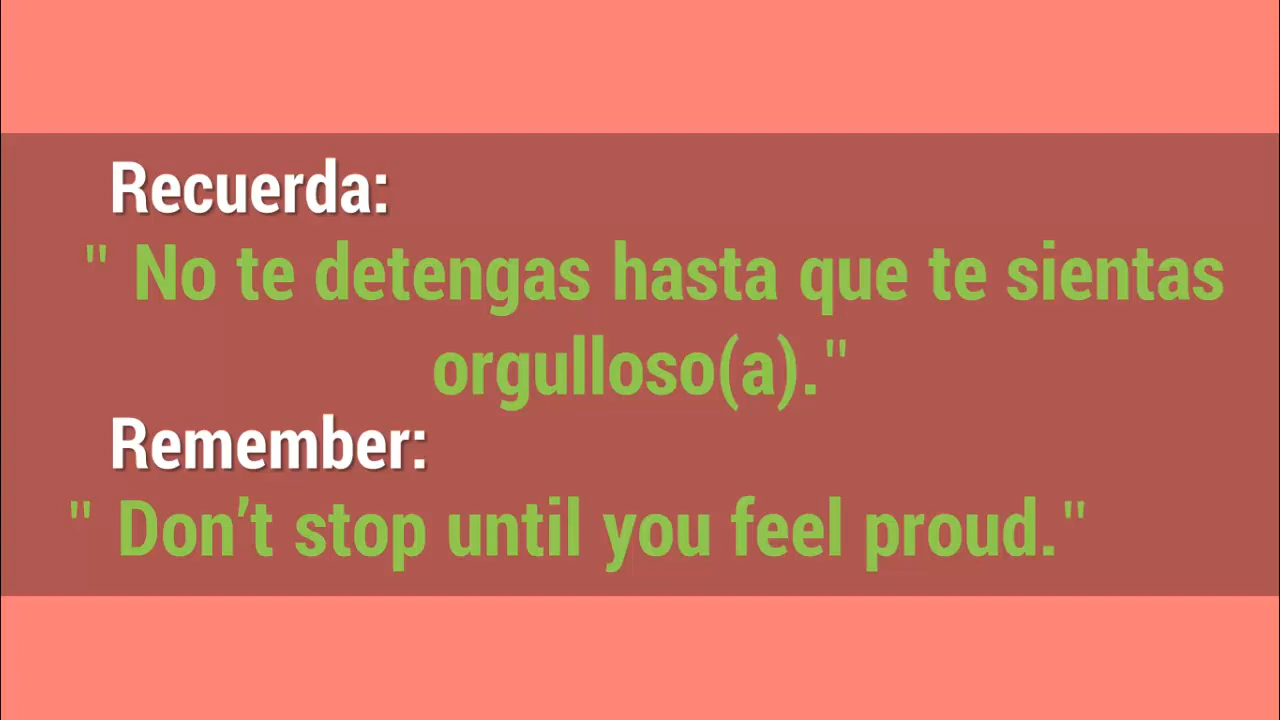 Recuerda:
" No te detengas hasta que te sientas
orgulloso(a)."
Remember:
" Don’t stop until you feel proud."